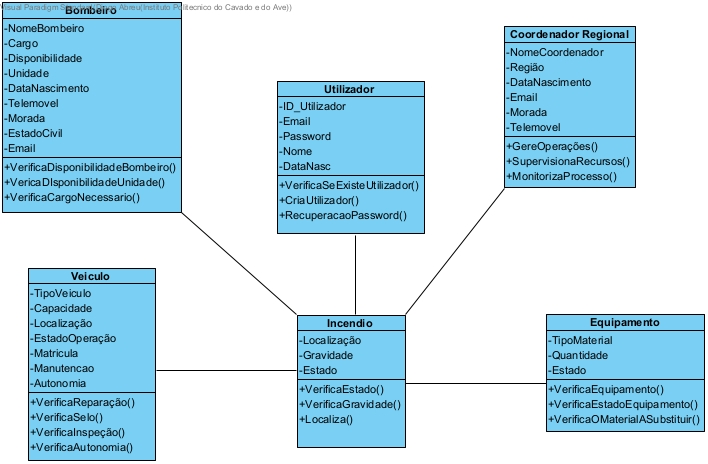 Visual Paradigm Standard(Diogo Abreu(Instituto Politecnico do Cavado e do Ave))
Bombeiro
-NomeBombeiro
-Cargo
-Disponibilidade
-Unidade
-DataNascimento
-Telemovel
-Morada
-EstadoCivil
-Email
+VerificaDisponibilidadeBombeiro()
+VericaDIsponibilidadeUnidade()
+VerificaCargoNecessario()
Utilizador
-ID_Utilizador
-Email
-Password
-Nome
-DataNasc
+VerificaSeExisteUtilizador()
+CriaUtilizador()
+RecuperacaoPassword()
Coordenador Regional
-NomeCoordenador
-Região
-DataNascimento
-Email
-Morada
-Telemovel
+GereOperações()
+SupervisionaRecursos()
+MonitorizaProcesso()
Veiculo
-TipoVeiculo
-Capacidade
-Localização
-EstadoOperação
-Matricula
-Manutencao
-Autonomia
+VerificaReparação()
+VerificaSelo()
+VerificaInspeção()
+VerificaAutonomia()
Incendio
-Localização
-Gravidade
-Estado
+VerificaEstado()
+VerificaGravidade()
+Localiza()
Equipamento
-TipoMaterial
-Quantidade
-Estado
+VerificaEquipamento()
+VerificaEstadoEquipamento()
+VerificaOMaterialASubstituir()